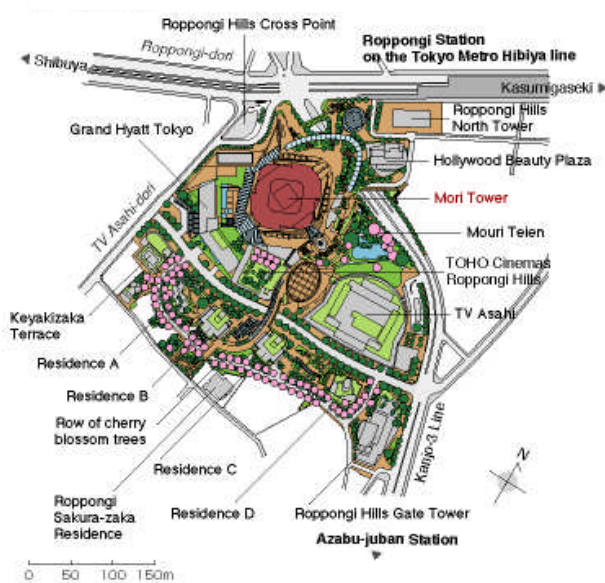 Roppongi Hills Cross Point
Roppongi-dori
Roppongi Station
on the Tokyo Metro Hibiya line
Shibuya
Kasumigaseki
Roppongi Hills
North Tower
Grand Hyatt Tokyo
Hollywood Beauty Plaza
Mori Tower
TV Asahi-dori
Mouri Teien
TOHO Cinemas
Roppongi Hills
TV Asahi
Keyakizaka
Terrace
Residence A
Residence B
Row of cherry
blossom trees
Residence C
Kanjo-3 Line
N
Roppongi
Sakura-zaka
Residence
Residence D
Roppongi Hills Gate Tower
Azabu-juban Station
0 50 100 150m